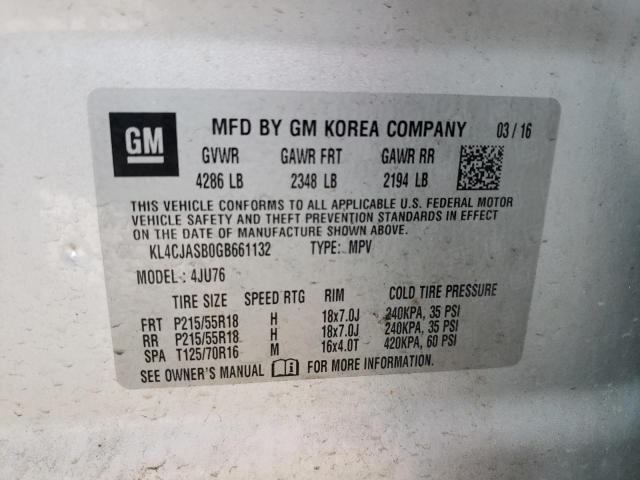 GM MFD BY GM KOREA COMPANY 03/16
GVWR GAWR FRT GAWR RR
4286 LB 2348 LB 2194 LB
THIS VEHICLE CONFORMS TO ALL APPLICABLE U.S. FEDERAL MOTOR
VEHICLE SAFETY AND THEFT PREVENTION STANDARDS IN EFFECT
ON THE DATE OF MANUFACTURE SHOWN ABOVE.
KL4CJASB0GB661132 TYPE: MPV
MODEL: 4JU76
TIRE SIZE SPEED RTG RIM COLD TIRE PRESSURE
FRT P215/55R18 H 18x7.0J 240KPA, 35 PSI
RR P215/55R18 H 18x7.0J 240KPA, 35 PSI
SPA T125/70R16 M 16x4.0T 420KPA, 60 PSI
SEE OWNER'S MANUAL FOR MORE INFORMATION.